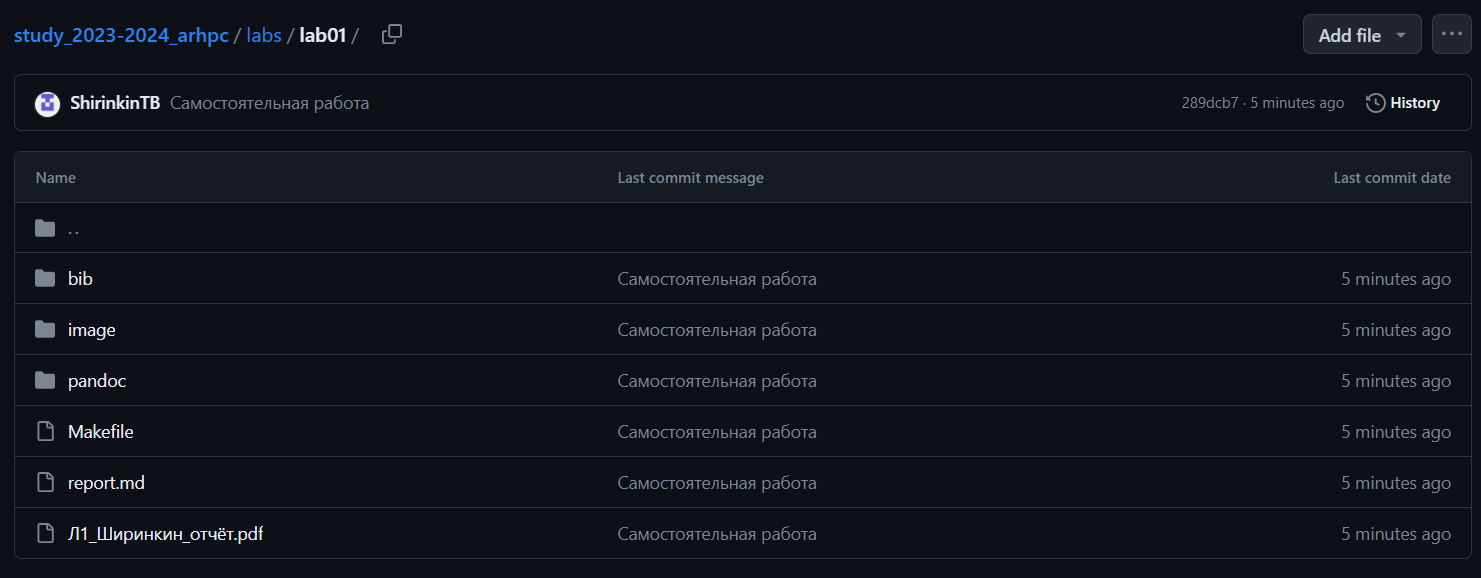 study_2023-2024_arhpc / labs / lab01 /
Add file
ShirinkinTB Самостоятельная работа
289dcb7 · 5 minutes ago
History
Name Last commit message Last commit date
..
bib Самостоятельная работа 5 minutes ago
image Самостоятельная работа 5 minutes ago
pandoc Самостоятельная работа 5 minutes ago
Makefile Самостоятельная работа 5 minutes ago
report.md Самостоятельная работа 5 minutes ago
Л1_Ширинкин_отчёт.pdf Самостоятельная работа 5 minutes ago